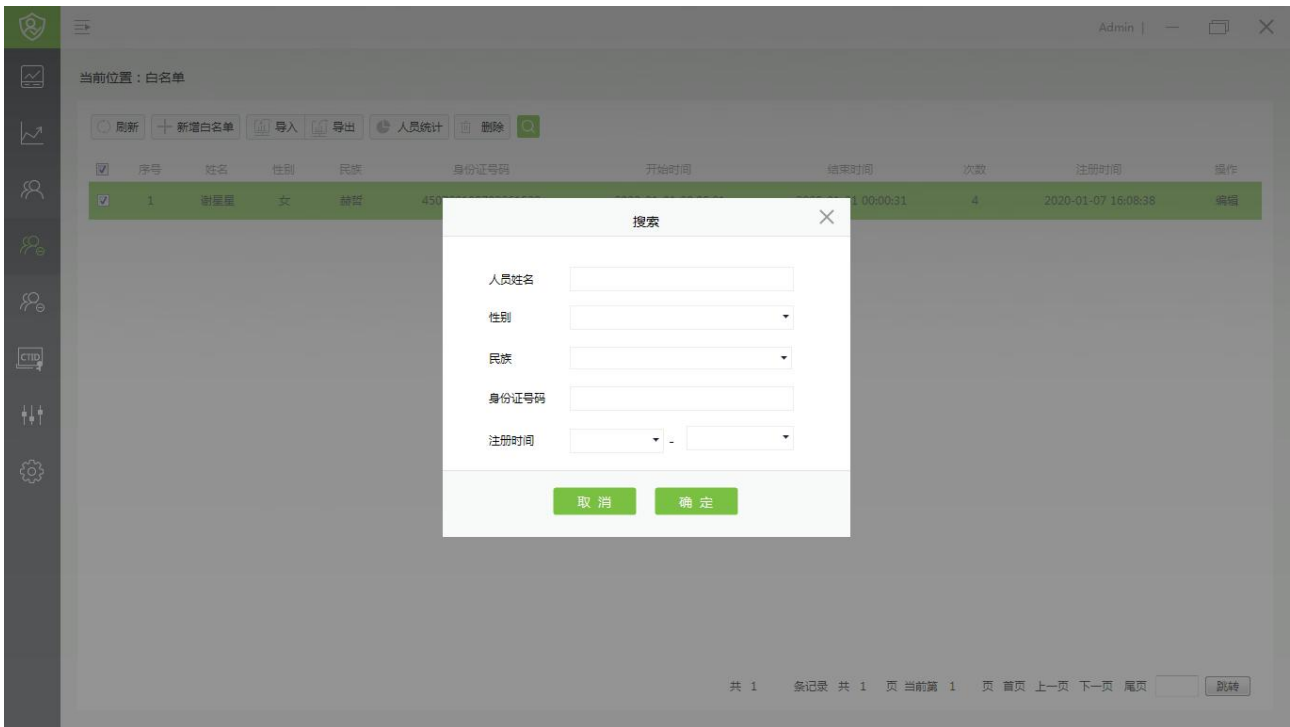 Admin |
当前位置：白名单
刷新 新增白名单 导入 导出 人员统计 删除
序号 姓名 性别 民族 身份证号码 开始时间 结束时间 次数 注册时间 操作
1 谢星星 女 赫哲 00:00:31 4 2020-01-07 16:08:38 编辑
搜索
人员姓名
性别
民族
身份证号码
CTID
注册时间 -
取消 确定
共 1 条记录 共 1 页 当前第 1 页 首页 上一页 下一页 尾页 跳转